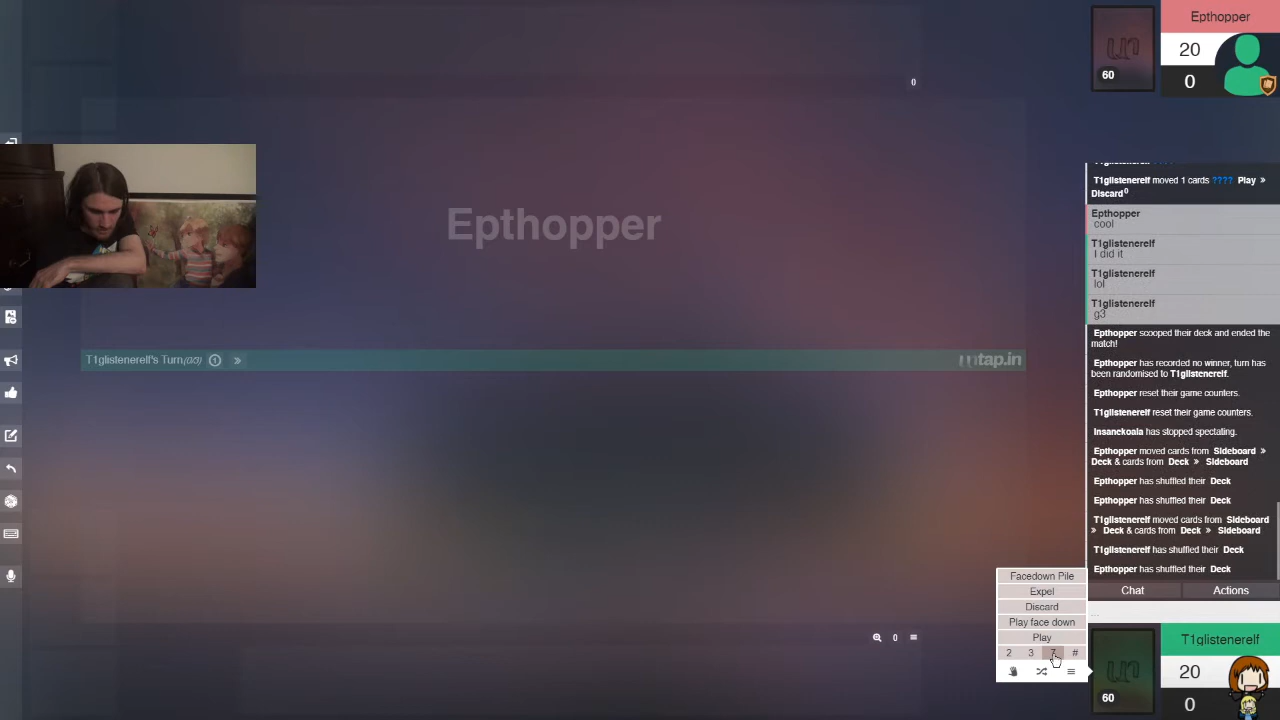 Epthopper
20
60
0
0
T1glistenerelf moved 1 cards ???? Play »
Discard⁰
Epthopper
cool
Epthopper
T1glistenerelf
I did it
T1glistenerelf
lol
T1glistenerelf
g3
Epthopper scooped their deck and ended the
match!
T1glistenerelf's Turn(0/3) 1 »
untap.in
Epthopper has recorded no winner, turn has
been randomised to T1glistenerelf.
Epthopper reset their game counters.
T1glistenerelf reset their game counters.
Insanekoala has stopped spectating.
Epthopper moved cards from Sideboard »
Deck & cards from Deck » Sideboard
Epthopper has shuffled their Deck
Epthopper has shuffled their Deck
T1glistenerelf moved cards from Sideboard
» Deck & cards from Deck » Sideboard
T1glistenerelf has shuffled their Deck
Epthopper has shuffled their Deck
Facedown Pile
Expel
Discard
Play face down
Play
2 3 7 #
Chat
Actions
...
0
T1glistenerelf
20
60
0